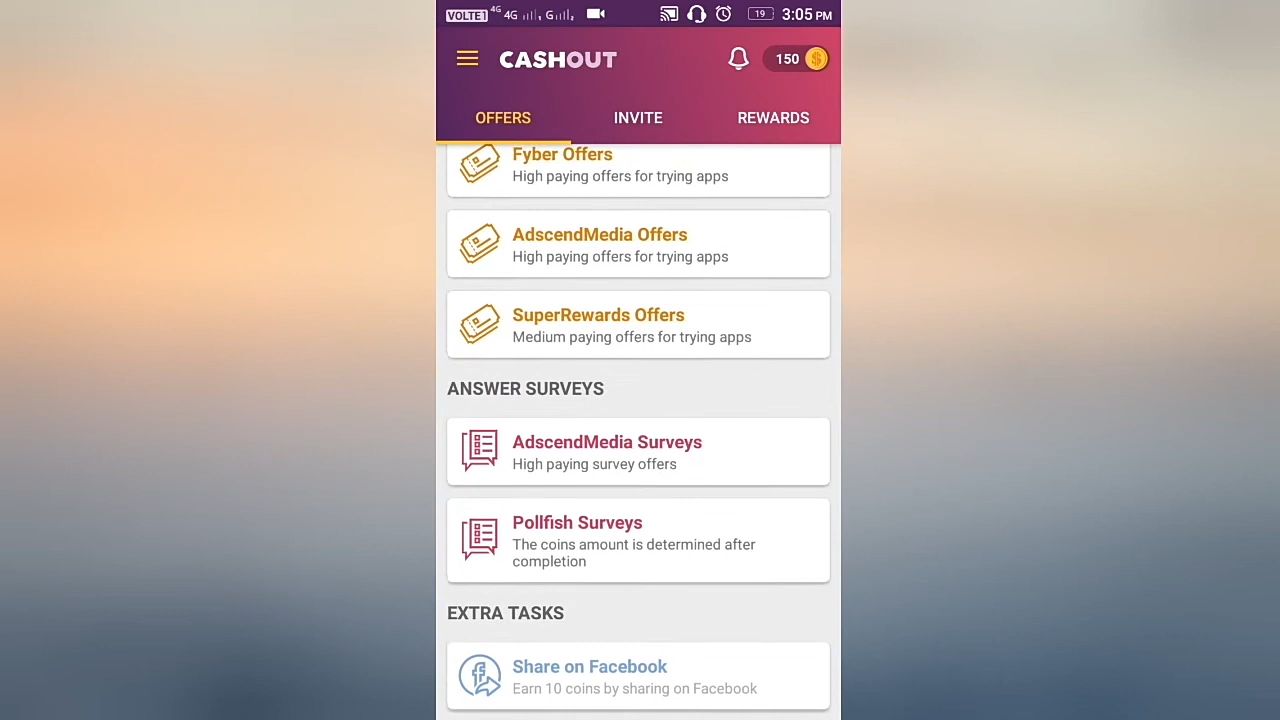 VOLTE1 4G 4G G 19 3:05 PM
CASHOUT 150
OFFERS INVITE REWARDS
Fyber Offers
High paying offers for trying apps
AdscendMedia Offers
High paying offers for trying apps
SuperRewards Offers
Medium paying offers for trying apps
ANSWER SURVEYS
AdscendMedia Surveys
High paying survey offers
Pollfish Surveys
The coins amount is determined after
completion
EXTRA TASKS
Share on Facebook
Earn 10 coins by sharing on Facebook